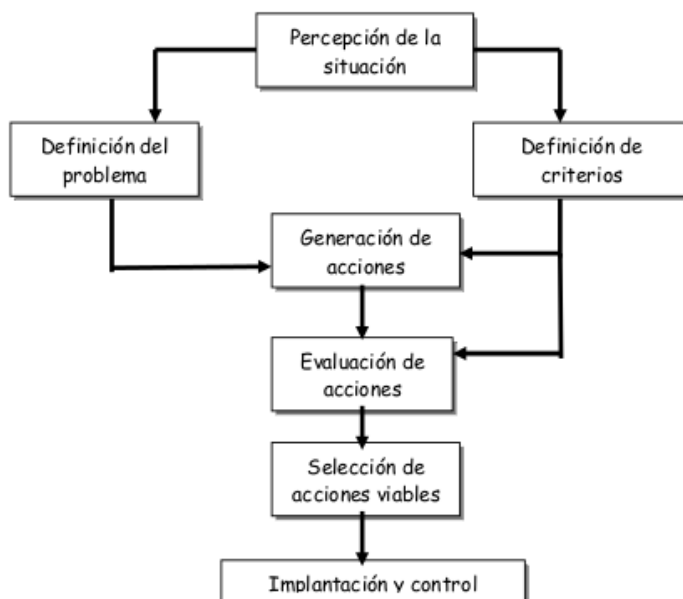 Percepción de la
situación
Definición del
problema
Definición de
criterios
Generación de
acciones
Evaluación de
acciones
Selección de
acciones viables
Implantación y control